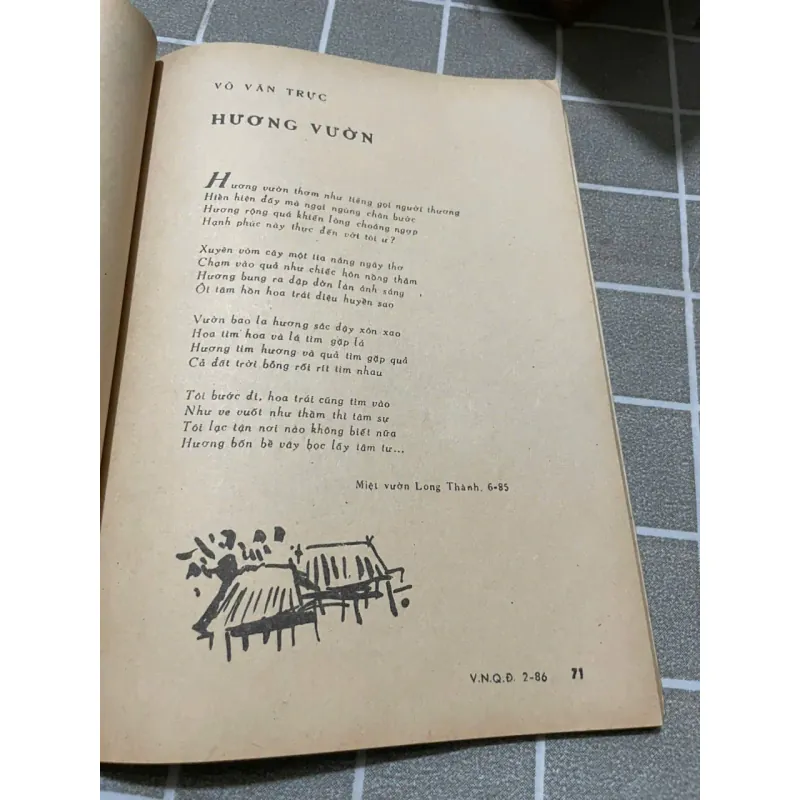 VÕ VĂN TRỰC
HƯƠNG VƯỜN
Hương vườn thơm như tiếng gọi người thương
Hiển hiện đấy mà ngại ngùng chân bước
Hương rộng quá khiến lòng choáng ngợp
Hạnh phúc này thực đến với tôi ư?
Xuyên vòm cây một tia nắng ngây thơ
Chạm vào quả như chiếc hôn nồng thắm
Hương bung ra dập dờn làn ánh sáng
Ôi tâm hồn hoa trái diệu huyền sao
Vườn bao la hương sắc dậy xôn xao
Hoa tìm hoa và lá tìm gặp lá
Hương tìm hương và quả tìm gặp quả
Cả đất trời bỗng rối rít tìm nhau
Tôi bước đi, hoa trái cũng tìm vào
Như ve vuốt như thầm thì tâm sự
Tôi lạc tận nơi nào không biết nữa
Hương bốn bề vây bọc lấy tâm tư...
Miệt vườn Long Thành, 6-85
V.N.Q.Đ. 2-86 71